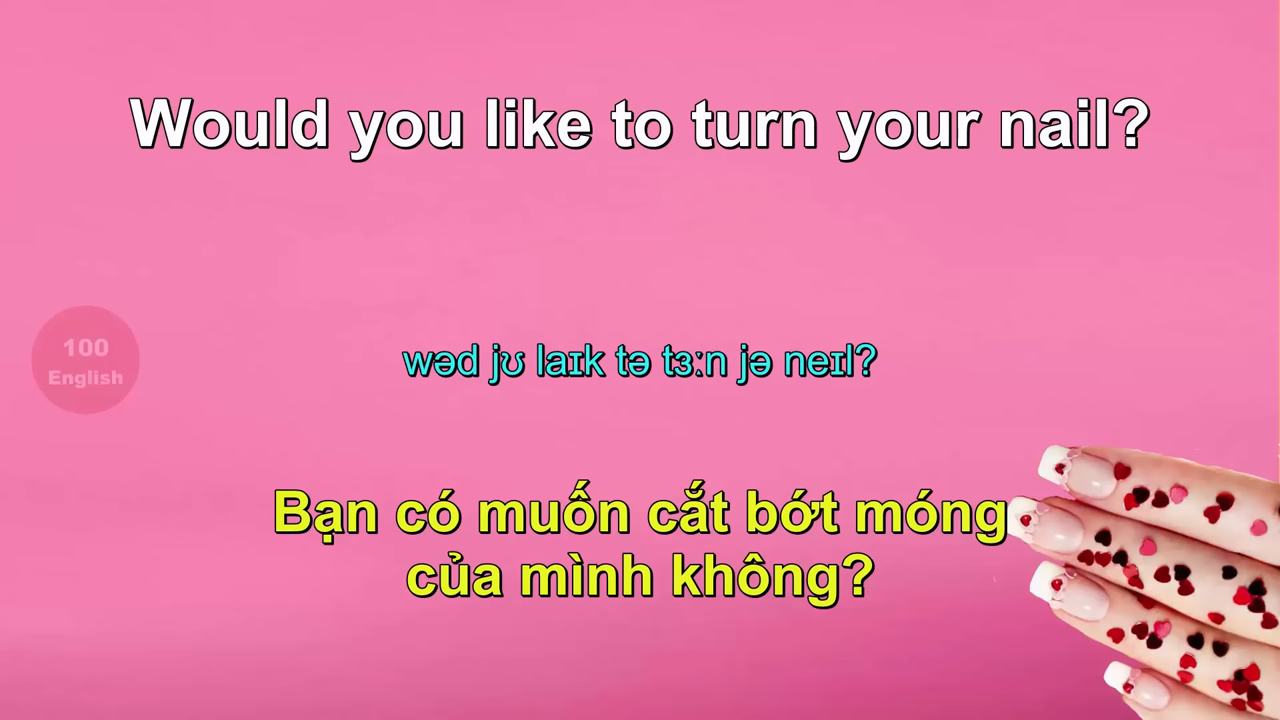 Would you like to turn your nail?
wəd jʊ laɪk tə tɜːn jə neɪl?
100
English
Bạn có muốn cắt bớt móng
của mình không?